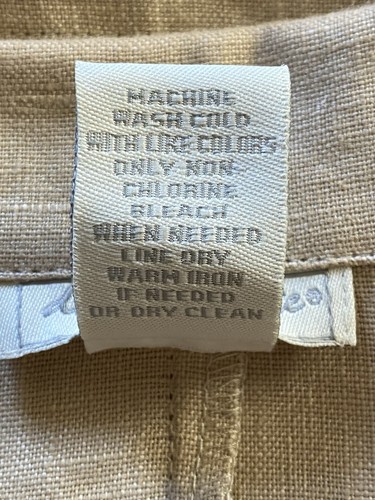 MACHINE
WASH COLD
WITH LIKE COLORS
ONLY NON-
CHLORINE
BLEACH
WHEN NEEDED
LINE DRY
WARM IRON
IF NEEDED
OR DRY CLEAN